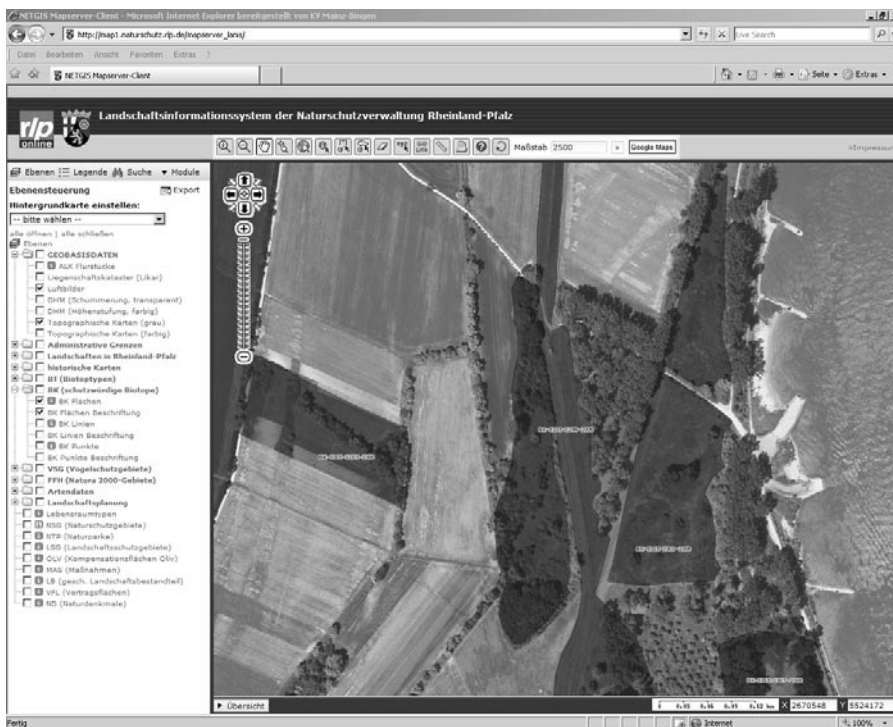 NETGIS Mapserver-Client - Microsoft Internet Explorer bereitgestellt von KV Mainz-Bingen
http://map1.naturschutz.rlp.de/mapserver_lanis/
Live Search
Datei Bearbeiten Ansicht Favoriten Extras ?
NETGIS Mapserver-Client
Seite Extras
Landschaftsinformationssystem der Naturschutzverwaltung Rheinland-Pfalz
rlp
online
Maßstab 2500
Google Maps
Impressum
Ebenen Legende Suche Module
Ebenensteuerung Export
Hintergrundkarte einstellen:
-- bitte wählen --
alle öffnen | alle schließen
Ebenen
GEOBASISDATEN
ALK Flurstücke
Liegenschaftskataster (Likar)
Luftbilder
DHM (Schummerung, transparent)
DHM (Höhenstufung, farbig)
Topographische Karten (grau)
Topographische Karten (farbig)
Administrative Grenzen
Landschaften in Rheinland-Pfalz
historische Karten
BT (Biotoptypen)
BK (schutzwürdige Biotope)
BK Flächen
BK Flächen Beschriftung
BK Linien
BK Linien Beschriftung
BK Punkte
BK Punkte Beschriftung
VSG (Vogelschutzgebiete)
FFH (Natura 2000-Gebiete)
Artendaten
Landschaftsplanung
Lebensraumtypen
NSG (Naturschutzgebiete)
NTP (Naturparke)
LSG (Landschaftsschutzgebiete)
OLV (Kompensationsflächen Oliv)
MAS (Maßnahmen)
LB (gesch. Landschaftsbestandteil)
VFL (Vertragsflächen)
ND (Naturdenkmale)
Übersicht
X 2670548 Y 5524172
Fertig
Internet
100%